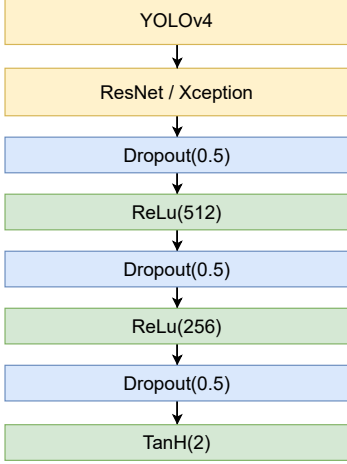 YOLOv4
ResNet / Xception
Dropout(0.5)
ReLu(512)
Dropout(0.5)
ReLu(256)
Dropout(0.5)
TanH(2)